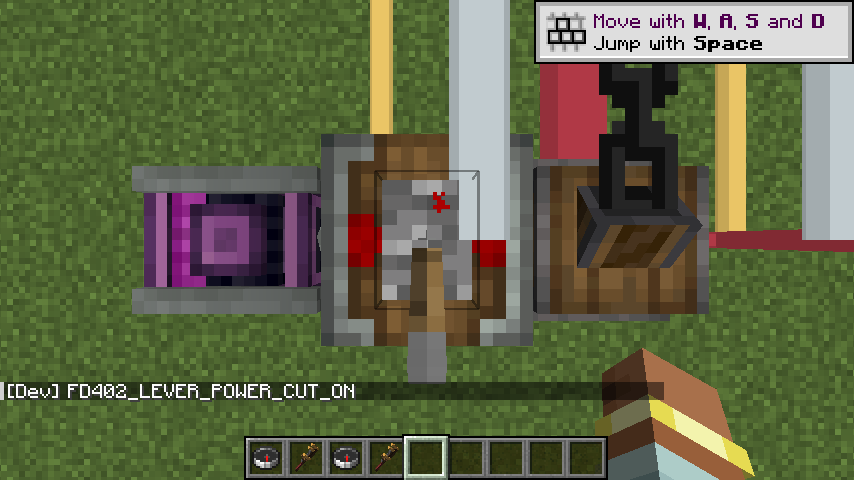 Move with W, A, S and D
Jump with Space
[Dev] FD402_LEVER_POWER_CUT_ON